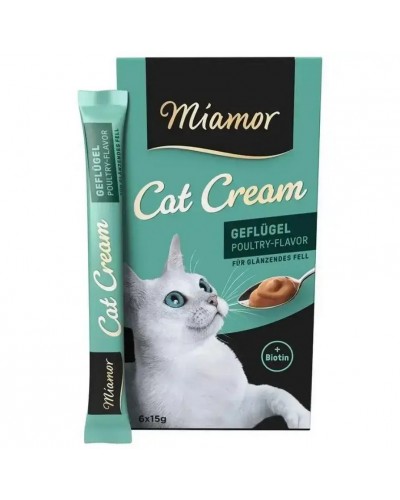 Miamor
Cat Cream
GEFLÜGEL
POULTRY-FLAVOR
FÜR GLÄNZENDES FELL
+
Biotin
6x15g
Miamor
Cat Cream
GEFLÜGEL
POULTRY-FLAVOR